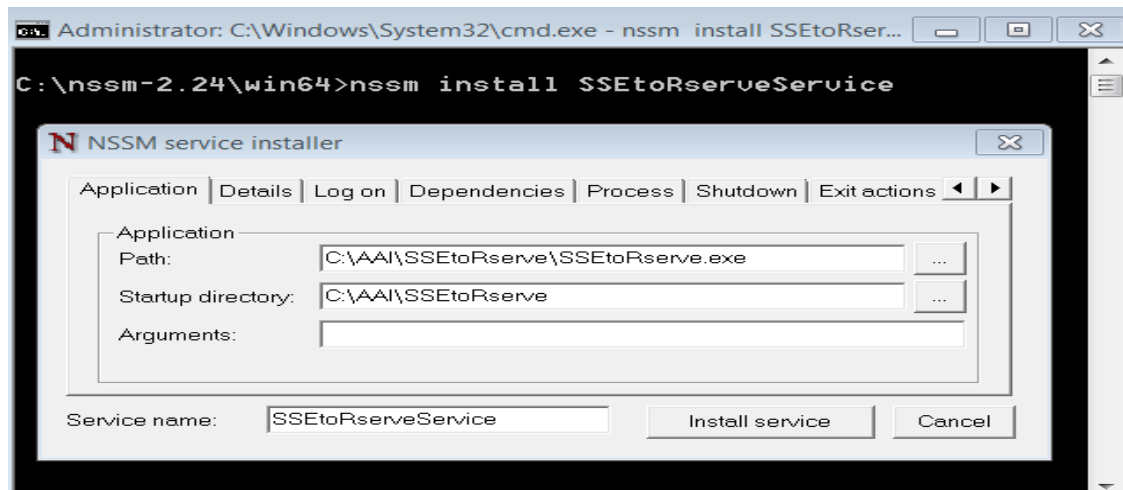 Administrator: C:\Windows\System32\cmd.exe - nssm  install SSEtoRser...
C:\nssm-2.24\win64>nssm install SSEtoRserveService
NSSM service installer
Application Details Log on Dependencies Process Shutdown Exit actions
Application
Path: C:\AAI\SSEtoRserve\SSEtoRserve.exe ...
Startup directory: C:\AAI\SSEtoRserve ...
Arguments:
Service name: SSEtoRserveService Install service Cancel